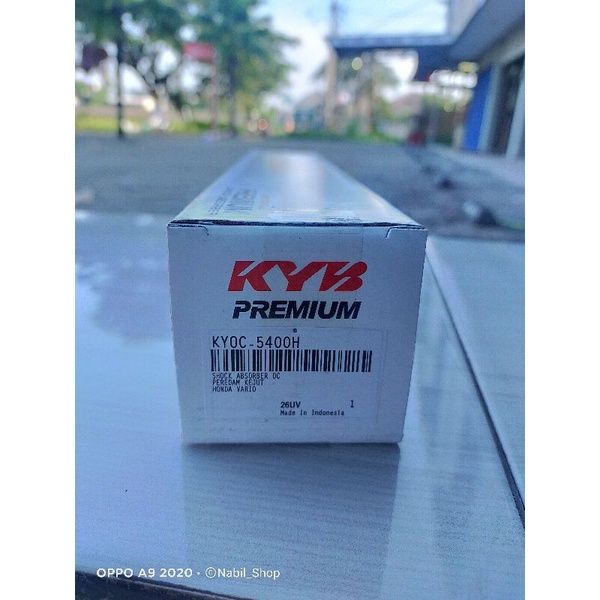 KYB
PREMIUM
KYOC-5400H
SHOCK ABSORBER OC
PEREDAM KEJUT
HONDA VARIO
26UV 1
Made In Indonesia
OPPO A9 2020 · ©Nabil_Shop